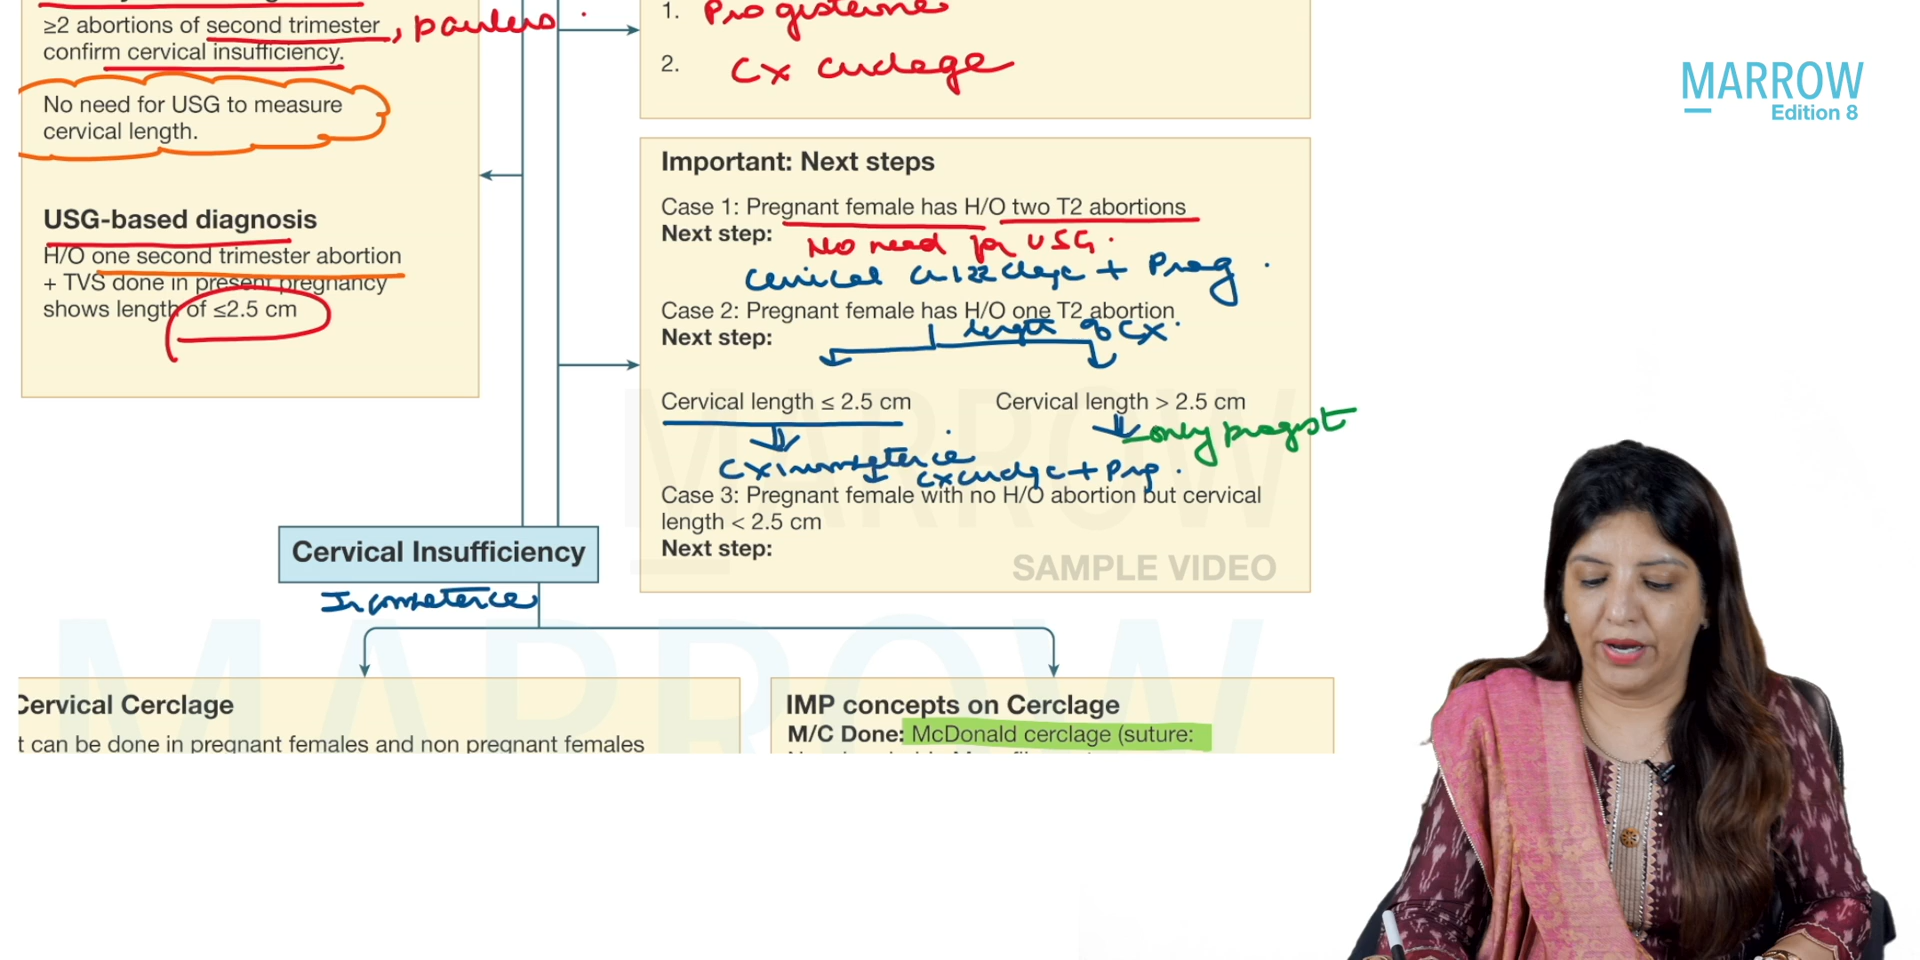 ≥2 abortions of second trimester, painless.
confirm cervical insufficiency.
No need for USG to measure
cervical length.
USG-based diagnosis
H/O one second trimester abortion
+ TVS done in present pregnancy
shows length of ≤2.5 cm
1. Progesterone
2. Cx cerclage
Important: Next steps
Case 1: Pregnant female has H/O two T2 abortions
Next step:
No need for USG.
Cervical cerclage + Prog.
Case 2: Pregnant female has H/O one T2 abortion
Next step:
length of Cx.
Cervical length ≤ 2.5 cm
Cervical length > 2.5 cm
only progest
Cx incompetence
Cx cerclage + Prog.
Case 3: Pregnant female with no H/O abortion but cervical
length < 2.5 cm
Next step:
SAMPLE VIDEO
MARROW
Cervical Insufficiency
Incompetence
MARROW
Cervical Cerclage
t can be done in pregnant females and non pregnant females
IMP concepts on Cerclage
M/C Done: McDonald cerclage (suture:
MARROW
Edition 8